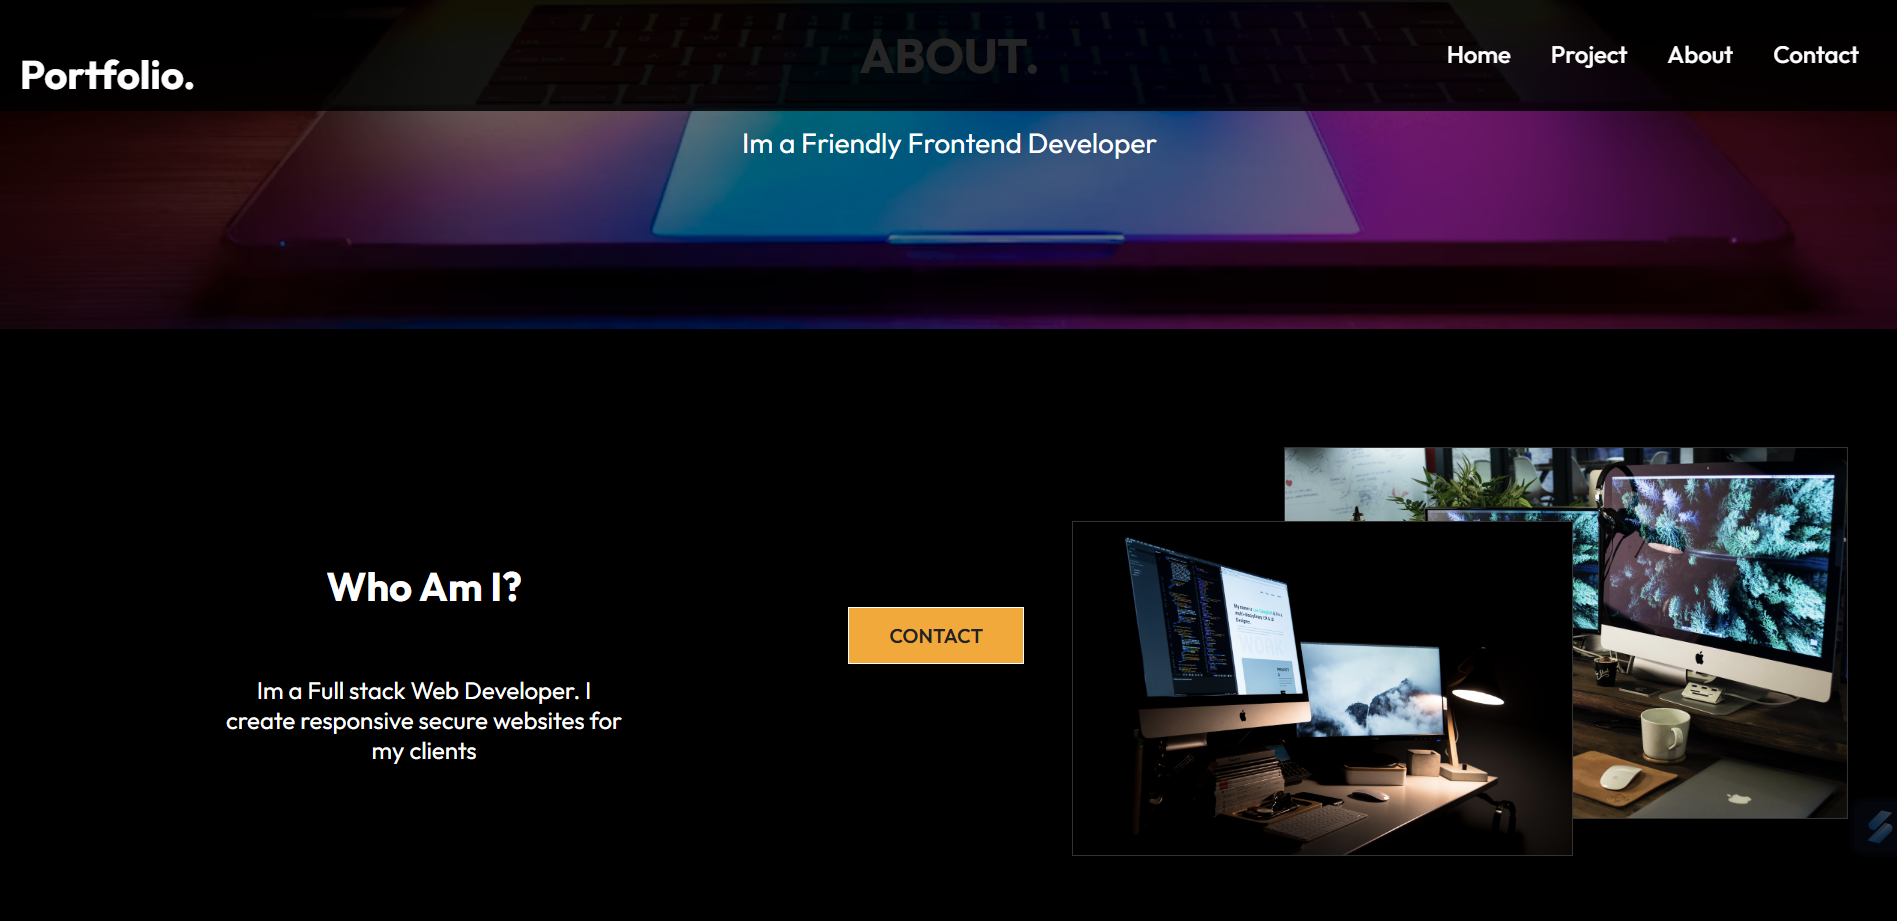 Portfolio.
ABOUT.
Home Project About Contact
Im a Friendly Frontend Developer
Who Am I?
Im a Full stack Web Developer. I
create responsive secure websites for
my clients
CONTACT